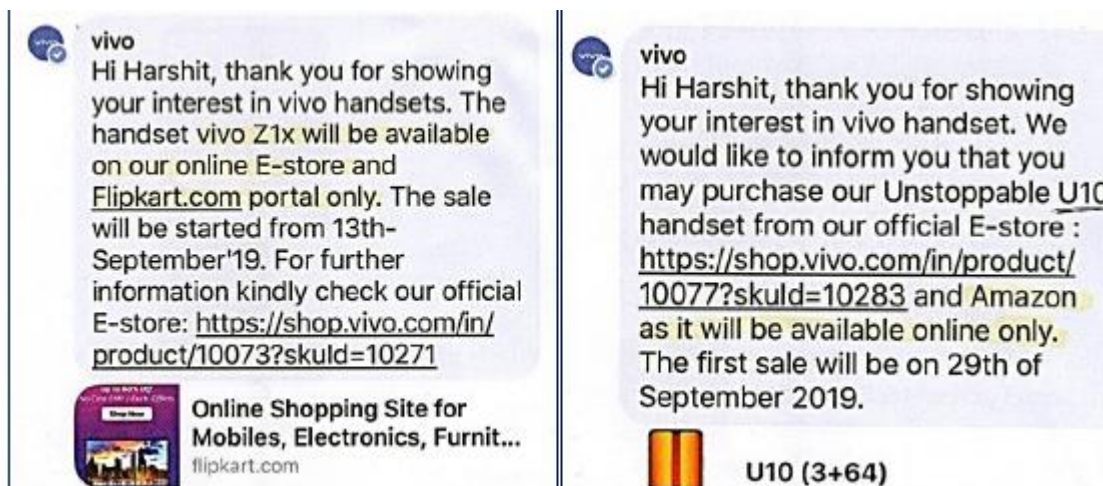 vivo
Hi Harshit, thank you for showing
your interest in vivo handsets. The
handset vivo Z1x will be available
on our online E-store and
Flipkart.com portal only. The sale
will be started from 13th-
September'19. For further
information kindly check our official
E-store: https://shop.vivo.com/in/
product/10073?skuId=10271
Shop Now
Online Shopping Site for
Mobiles, Electronics, Furnit...
flipkart.com
vivo
Hi Harshit, thank you for showing
your interest in vivo handset. We
would like to inform you that you
may purchase our Unstoppable U10
handset from our official E-store :
https://shop.vivo.com/in/product/
10077?skuId=10283 and Amazon
as it will be available online only.
The first sale will be on 29th of
September 2019.
U10 (3+64)